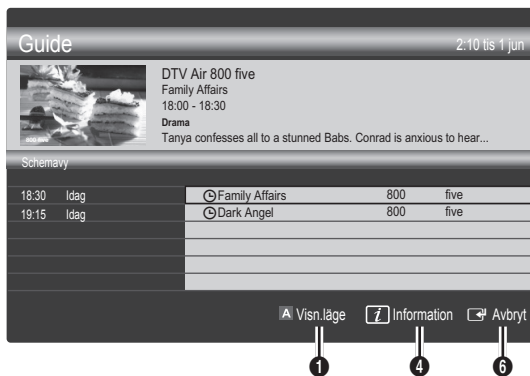 Guide 2:10 tis 1 jun
DTV Air 800 five
Family Affairs
18:00 - 18:30
Drama
Tanya confesses all to a stunned Babs. Conrad is anxious to hear...
800 five
Schemavy
18:30 Idag Family Affairs 800 five
19:15 Idag Dark Angel 800 five
A Visn.läge i Information Avbryt
1 4 6